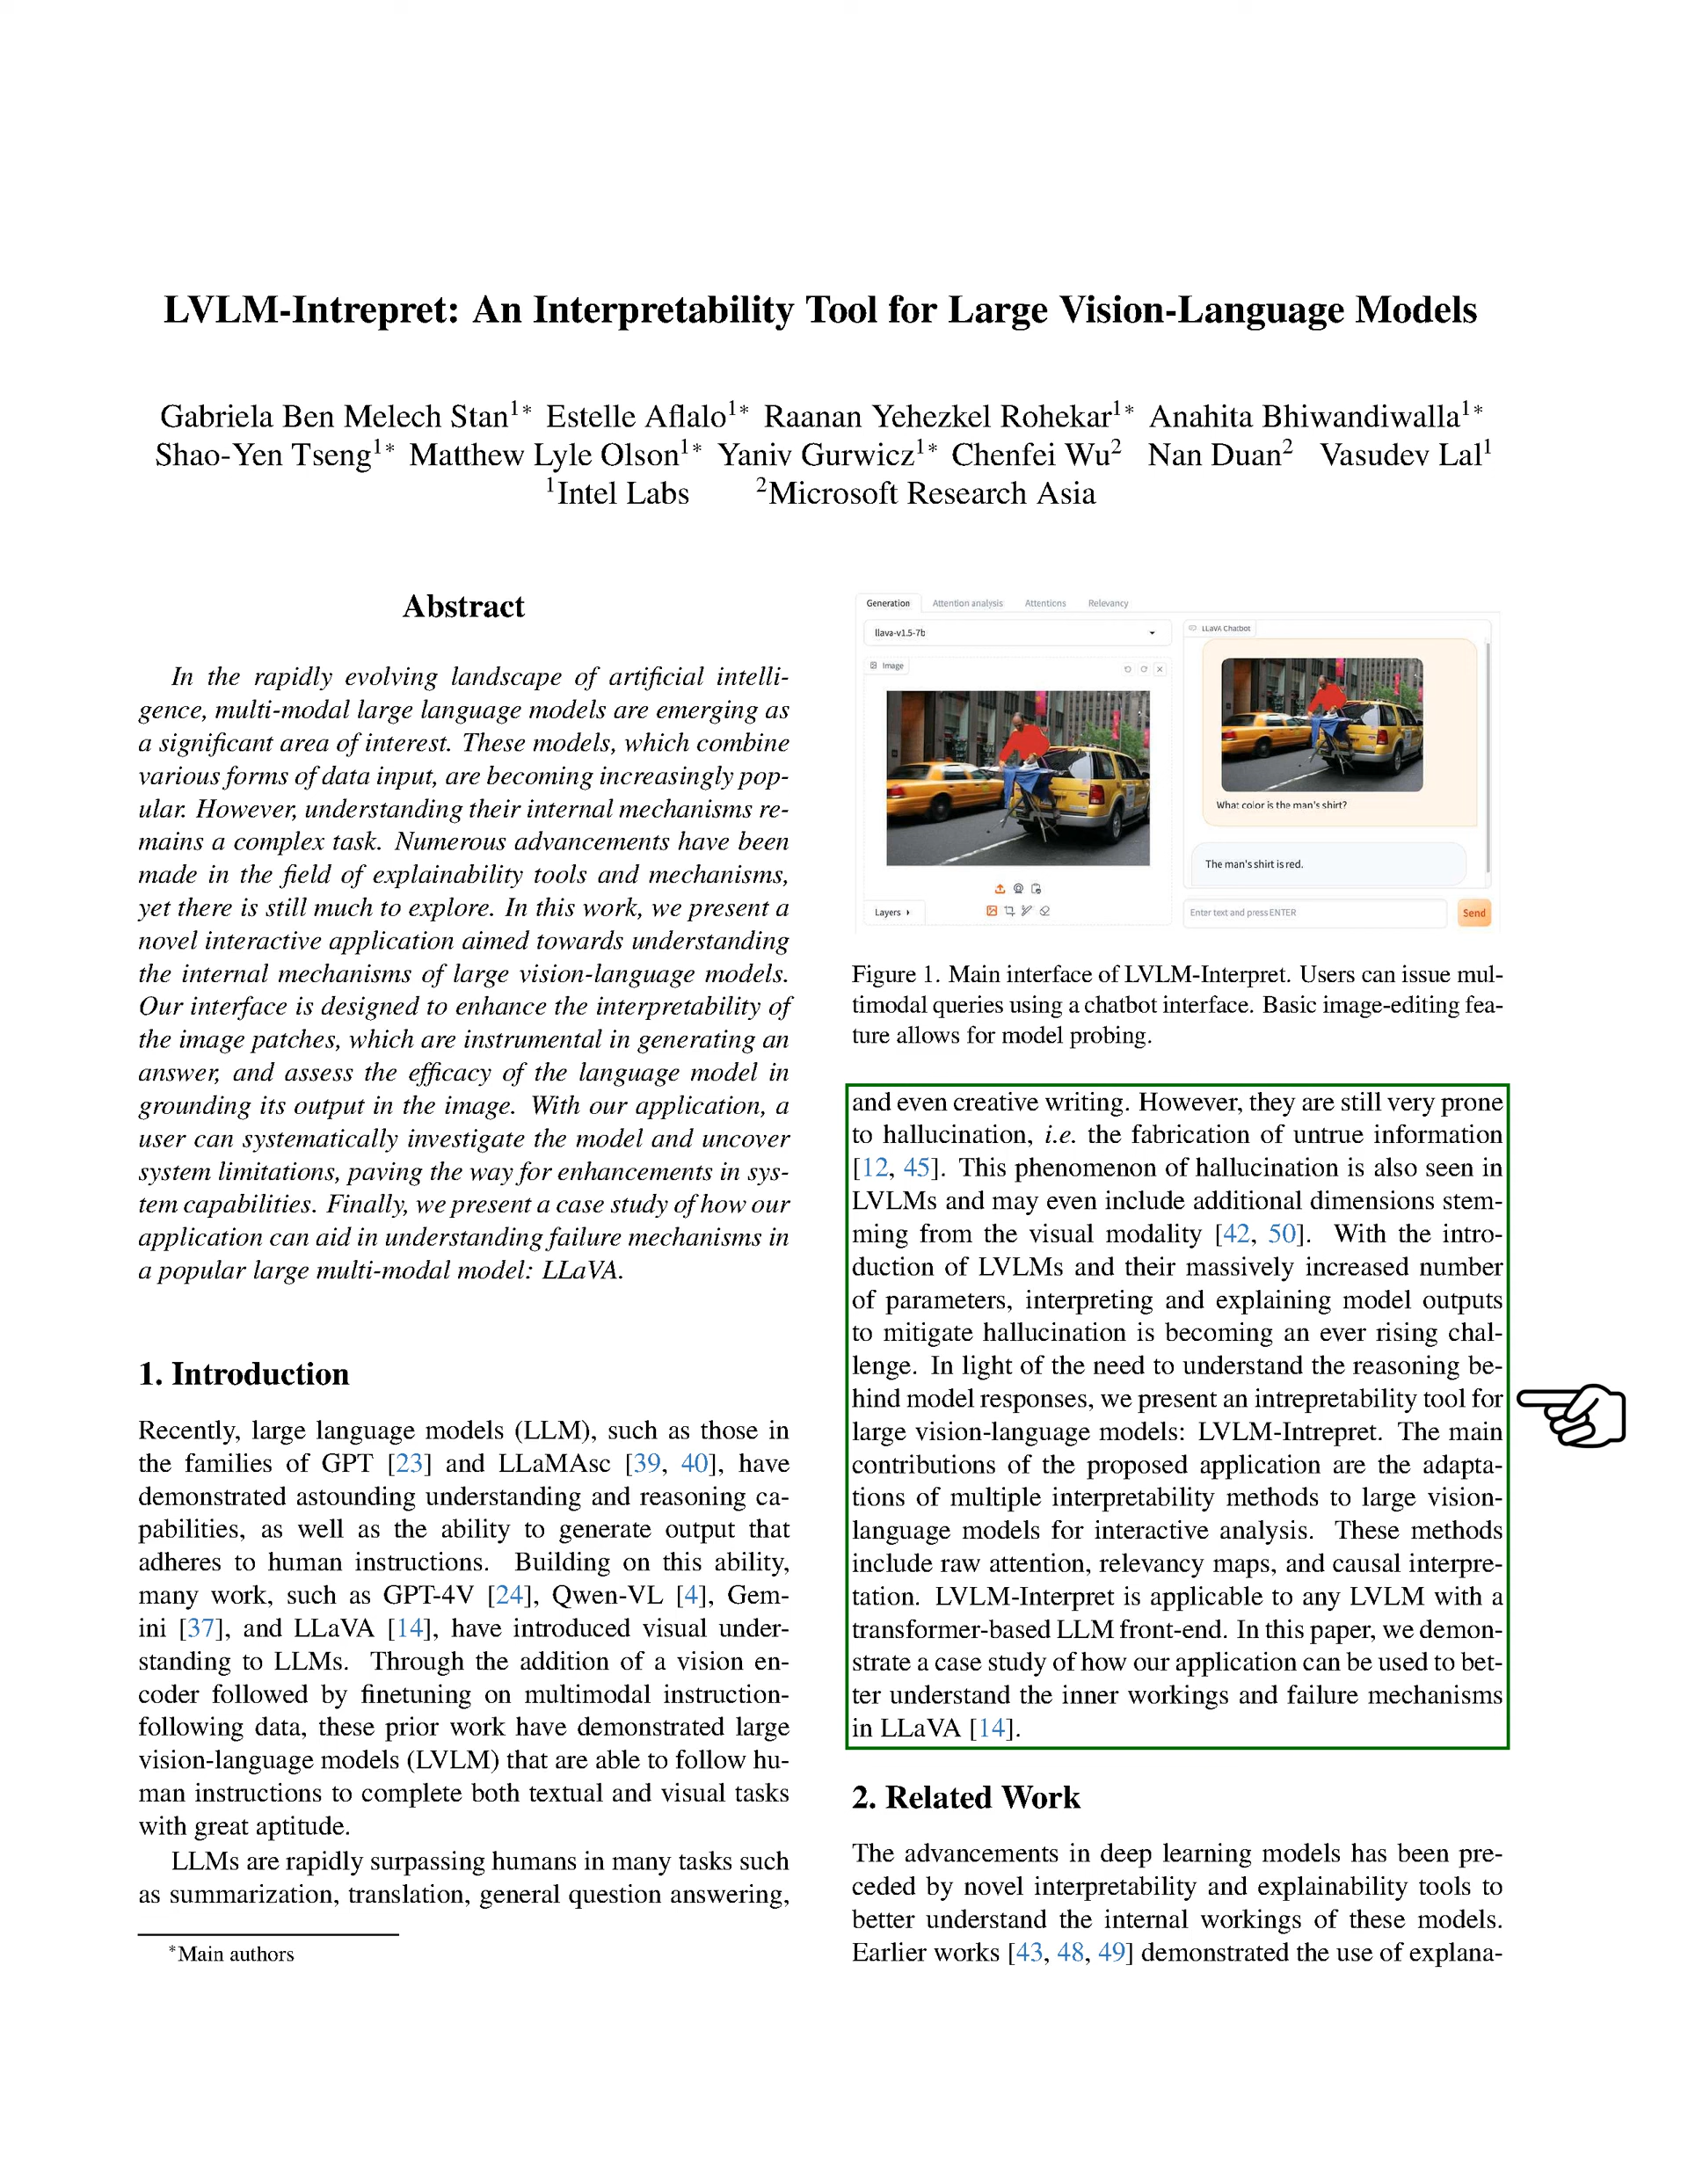 LVLM-Intrepret: An Interpretability Tool for Large Vision-Language Models
Gabriela Ben Melech Stan1* Estelle Aflalo1* Raanan Yehezkel Rohekar1* Anahita Bhiwandiwalla1*
Shao-Yen Tseng1* Matthew Lyle Olson1* Yaniv Gurwicz1* Chenfei Wu2 Nan Duan2 Vasudev Lal1
1Intel Labs 2Microsoft Research Asia
Abstract
In the rapidly evolving landscape of artificial intelli-
gence, multi-modal large language models are emerging as
a significant area of interest. These models, which combine
various forms of data input, are becoming increasingly pop-
ular. However, understanding their internal mechanisms re-
mains a complex task. Numerous advancements have been
made in the field of explainability tools and mechanisms,
yet there is still much to explore. In this work, we present a
novel interactive application aimed towards understanding
the internal mechanisms of large vision-language models.
Our interface is designed to enhance the interpretability of
the image patches, which are instrumental in generating an
answer, and assess the efficacy of the language model in
grounding its output in the image. With our application, a
user can systematically investigate the model and uncover
system limitations, paving the way for enhancements in sys-
tem capabilities. Finally, we present a case study of how our
application can aid in understanding failure mechanisms in
a popular large multi-modal model: LLaVA.
1. Introduction
Recently, large language models (LLM), such as those in
the families of GPT [23] and LLaMAsc [39, 40], have
demonstrated astounding understanding and reasoning ca-
pabilities, as well as the ability to generate output that
adheres to human instructions. Building on this ability,
many work, such as GPT-4V [24], Qwen-VL [4], Gem-
ini [37], and LLaVA [14], have introduced visual under-
standing to LLMs. Through the addition of a vision en-
coder followed by finetuning on multimodal instruction-
following data, these prior work have demonstrated large
vision-language models (LVLM) that are able to follow hu-
man instructions to complete both textual and visual tasks
with great aptitude.
LLMs are rapidly surpassing humans in many tasks such
as summarization, translation, general question answering,
*Main authors
Generation Attention analysis Attentions Relevancy
llava-v1.5-7b
Image
Layers
LLaVA Chatbot
What color is the man's shirt?
The man's shirt is red.
Enter text and press ENTER
Send
Figure 1. Main interface of LVLM-Interpret. Users can issue mul-
timodal queries using a chatbot interface. Basic image-editing fea-
ture allows for model probing.
and even creative writing. However, they are still very prone
to hallucination, i.e. the fabrication of untrue information
[12, 45]. This phenomenon of hallucination is also seen in
LVLMs and may even include additional dimensions stem-
ming from the visual modality [42, 50]. With the intro-
duction of LVLMs and their massively increased number
of parameters, interpreting and explaining model outputs
to mitigate hallucination is becoming an ever rising chal-
lenge. In light of the need to understand the reasoning be-
hind model responses, we present an intrepretability tool for
large vision-language models: LVLM-Intrepret. The main
contributions of the proposed application are the adapta-
tions of multiple interpretability methods to large vision-
language models for interactive analysis. These methods
include raw attention, relevancy maps, and causal interpre-
tation. LVLM-Interpret is applicable to any LVLM with a
transformer-based LLM front-end. In this paper, we demon-
strate a case study of how our application can be used to bet-
ter understand the inner workings and failure mechanisms
in LLaVA [14].
2. Related Work
The advancements in deep learning models has been pre-
ceded by novel interpretability and explainability tools to
better understand the internal workings of these models.
Earlier works [43, 48, 49] demonstrated the use of explana-